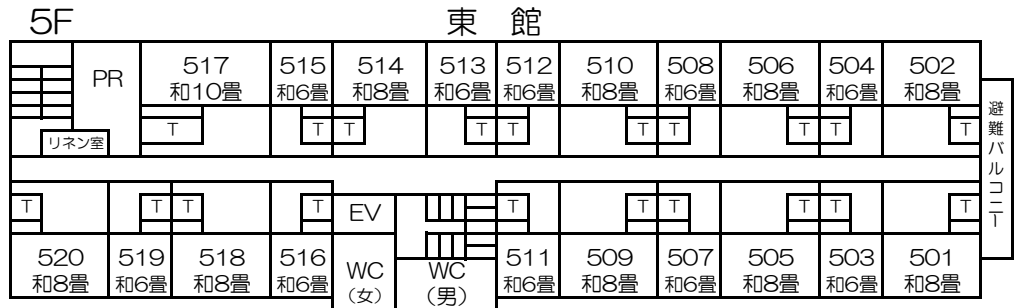 5F
東 館
PR
リネン室
517
和10畳
T
515
和6畳
T
514
和8畳
T
513
和6畳
T
512
和6畳
T
510
和8畳
T
508
和6畳
T
506
和8畳
T
504
和6畳
T
502
和8畳
T
避難バルコニー
T
520
和8畳
T
519
和6畳
T
518
和8畳
T
516
和6畳
EV
WC
(女)
WC
(男)
T
511
和6畳
T
509
和8畳
T
507
和6畳
T
505
和8畳
T
503
和6畳
T
501
和8畳